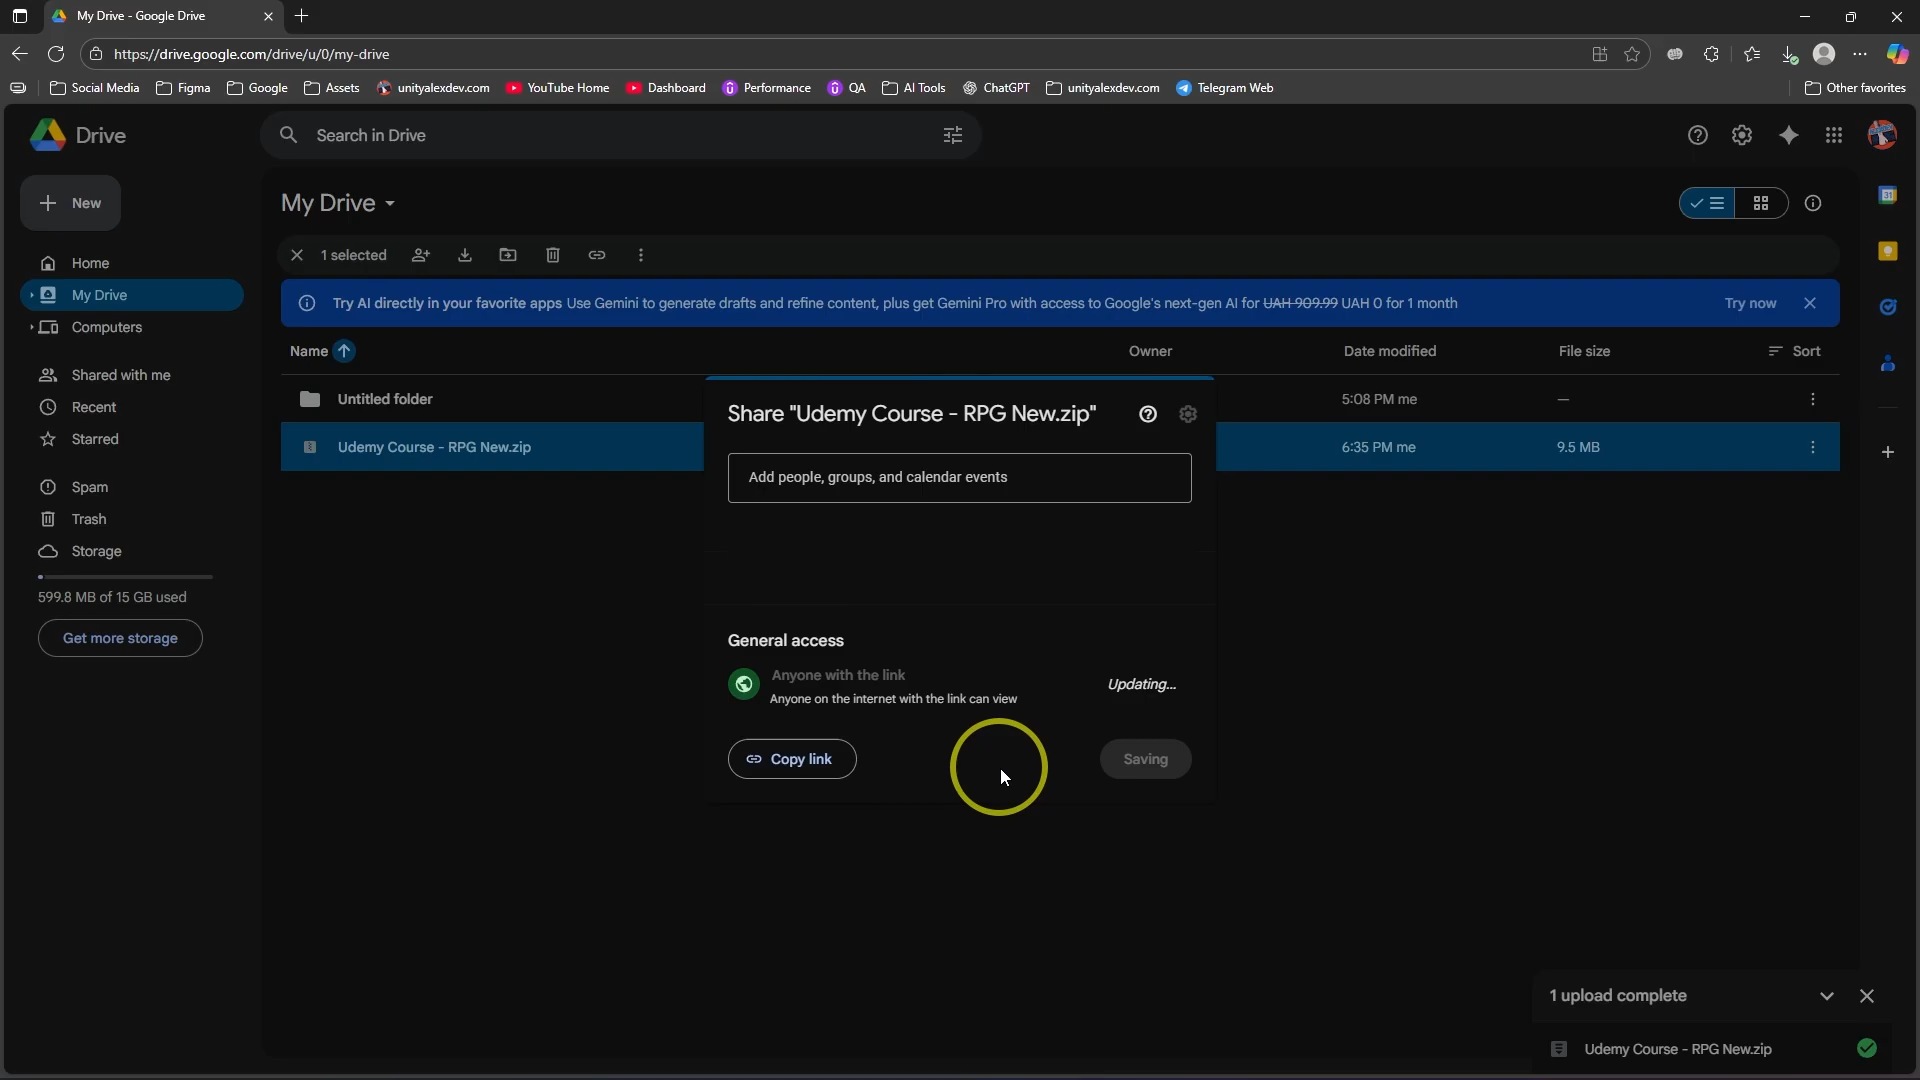 My Drive - Google Drive
https://drive.google.com/drive/u/0/my-drive
Social Media
Figma
Google
Assets
unityalexdev.com
YouTube Home
Dashboard
Performance
QA
AI Tools
ChatGPT
unityalexdev.com
Telegram Web
Other favorites
Drive
Search in Drive
New
My Drive
1 selected
Home
My Drive
Computers
Shared with me
Recent
Starred
Spam
Trash
Storage
599.8 MB of 15 GB used
Get more storage
Try AI directly in your favorite apps Use Gemini to generate drafts and refine content, plus get Gemini Pro with access to Google's next-gen AI for UAH 909.99 UAH 0 for 1 month
Try now
Name
Owner
Date modified
File size
Sort
Untitled folder
5:08 PM me
—
Udemy Course - RPG New.zip
6:35 PM me
9.5 MB
Share "Udemy Course - RPG New.zip"
Add people, groups, and calendar events
General access
Anyone with the link
Anyone on the internet with the link can view
Updating...
Copy link
Saving
1 upload complete
Udemy Course - RPG New.zip
31